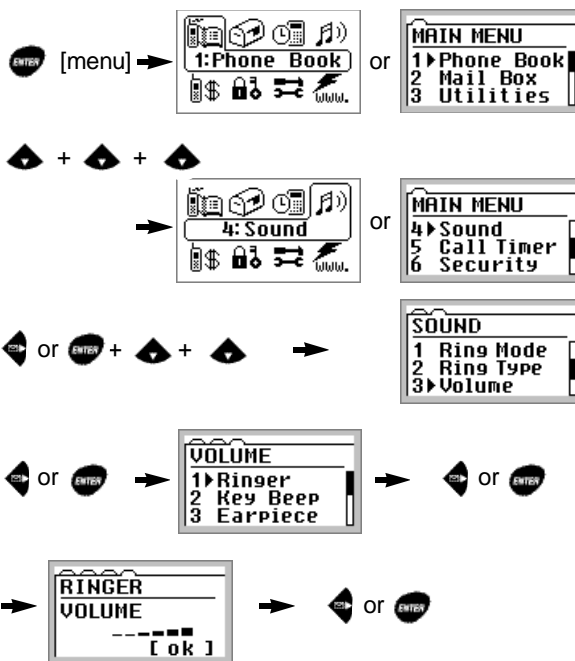 ENTER [menu] 1:Phone Book or MAIN MENU
1 Phone Book
2 Mail Box
3 Utilities
$ www.
+ +
4:Sound or MAIN MENU
4 Sound
5 Call Timer
6 Security
$ www.
or ENTER + + SOUND
1 Ring Mode
2 Ring Type
3 Volume
or ENTER VOLUME
1 Ringer
2 Key Beep
3 Earpiece
or ENTER
RINGER
VOLUME
[ ok ]
or ENTER